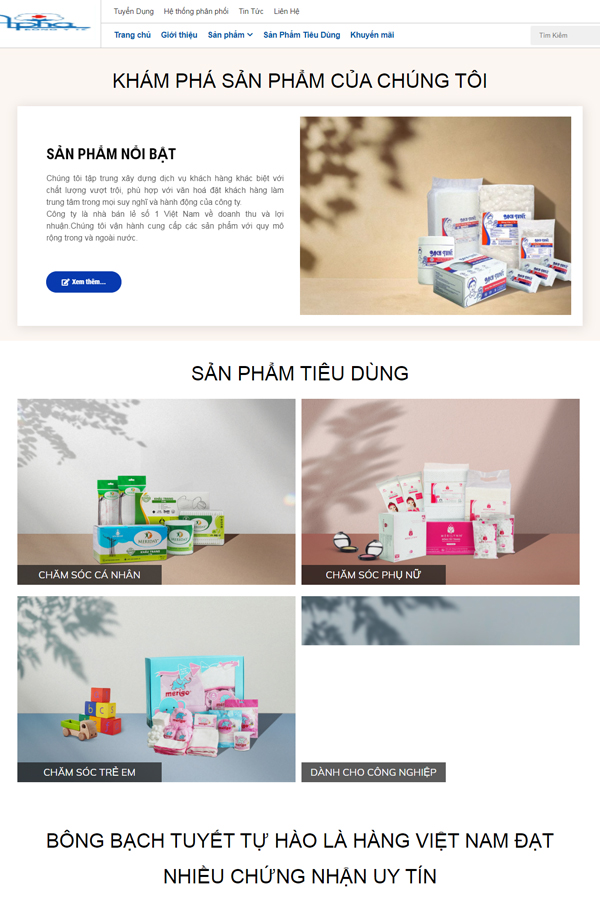 Tuyển Dụng Hệ thống phân phối Tin Tức Liên Hệ
Trang chủ Giới thiệu Sản phẩm Sản Phẩm Tiêu Dùng Khuyến mãi
Tìm Kiếm
KHÁM PHÁ SẢN PHẨM CỦA CHÚNG TÔI
SẢN PHẨM NỔI BẬT
Chúng tôi tập trung xây dựng dịch vụ khách hàng khác biệt với
chất lượng vượt trội, phù hợp với văn hoá đặt khách hàng làm
trung tâm trong mọi suy nghĩ và hành động của công ty.
Công ty là nhà bán lẻ số 1 Việt Nam về doanh thu và lợi
nhuận.Chúng tôi vận hành cung cấp các sản phẩm với quy mô
rộng trong và ngoài nước.
Xem thêm...
SẢN PHẨM TIÊU DÙNG
CHĂM SÓC CÁ NHÂN
CHĂM SÓC PHỤ NỮ
merigo
CHĂM SÓC TRẺ EM
DÀNH CHO CÔNG NGHIỆP
BÔNG BẠCH TUYẾT TỰ HÀO LÀ HÀNG VIỆT NAM ĐẠT
NHIỀU CHỨNG NHẬN UY TÍN